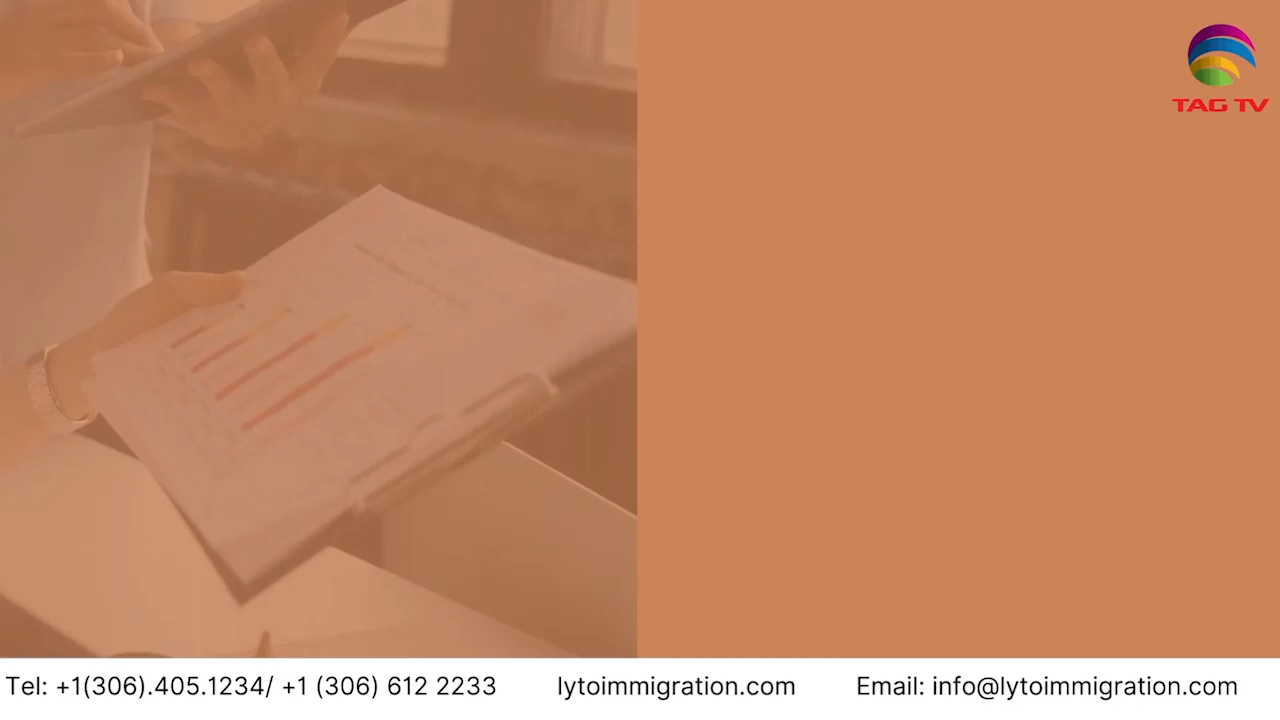 TAG TV
Tel: +1(306).405.1234/ +1 (306) 612 2233 lytoimmigration.com Email: info@lytoimmigration.com